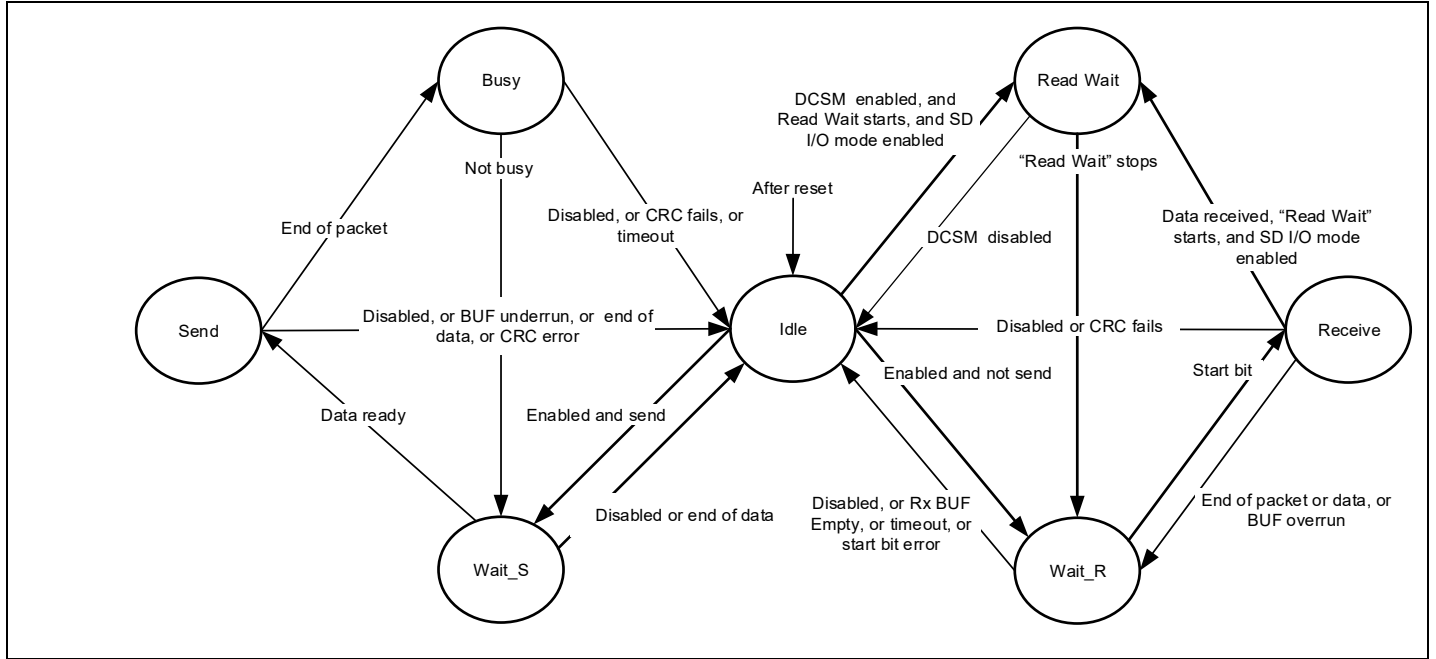 Busy
Read Wait
DCSM enabled, and
Read Wait starts, and SD
I/O mode enabled
Not busy
“Read Wait” stops
After reset
End of packet
Disabled, or CRC fails, or
timeout
DCSM disabled
Data received, “Read Wait”
starts, and SD I/O mode
enabled
Send
Disabled, or BUF underrun, or end of
data, or CRC error
Idle
Disabled or CRC fails
Receive
Enabled and not send
Start bit
Data ready
Enabled and send
Disabled or end of data
Disabled, or Rx BUF
Empty, or timeout, or
start bit error
End of packet or data, or
BUF overrun
Wait_S
Wait_R